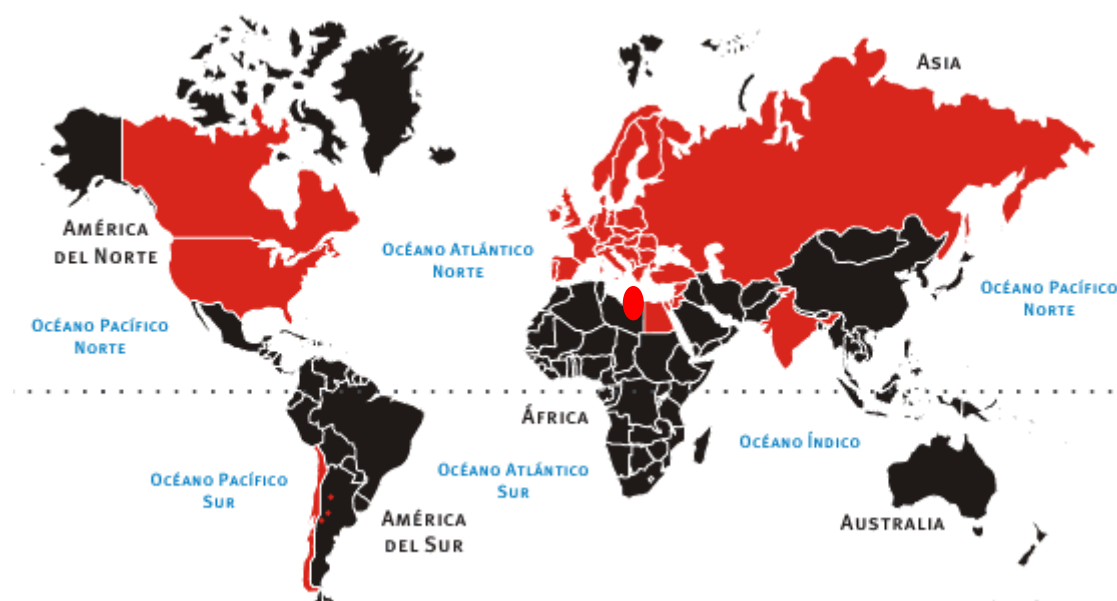 ASIA
AMÉRICA
DEL NORTE
OCÉANO ATLÁNTICO
NORTE
OCÉANO PACÍFICO
NORTE
OCÉANO PACÍFICO
NORTE
ÁFRICA
OCÉANO ÍNDICO
OCÉANO PACÍFICO
SUR
OCÉANO ATLÁNTICO
SUR
AMÉRICA
DEL SUR
AUSTRALIA